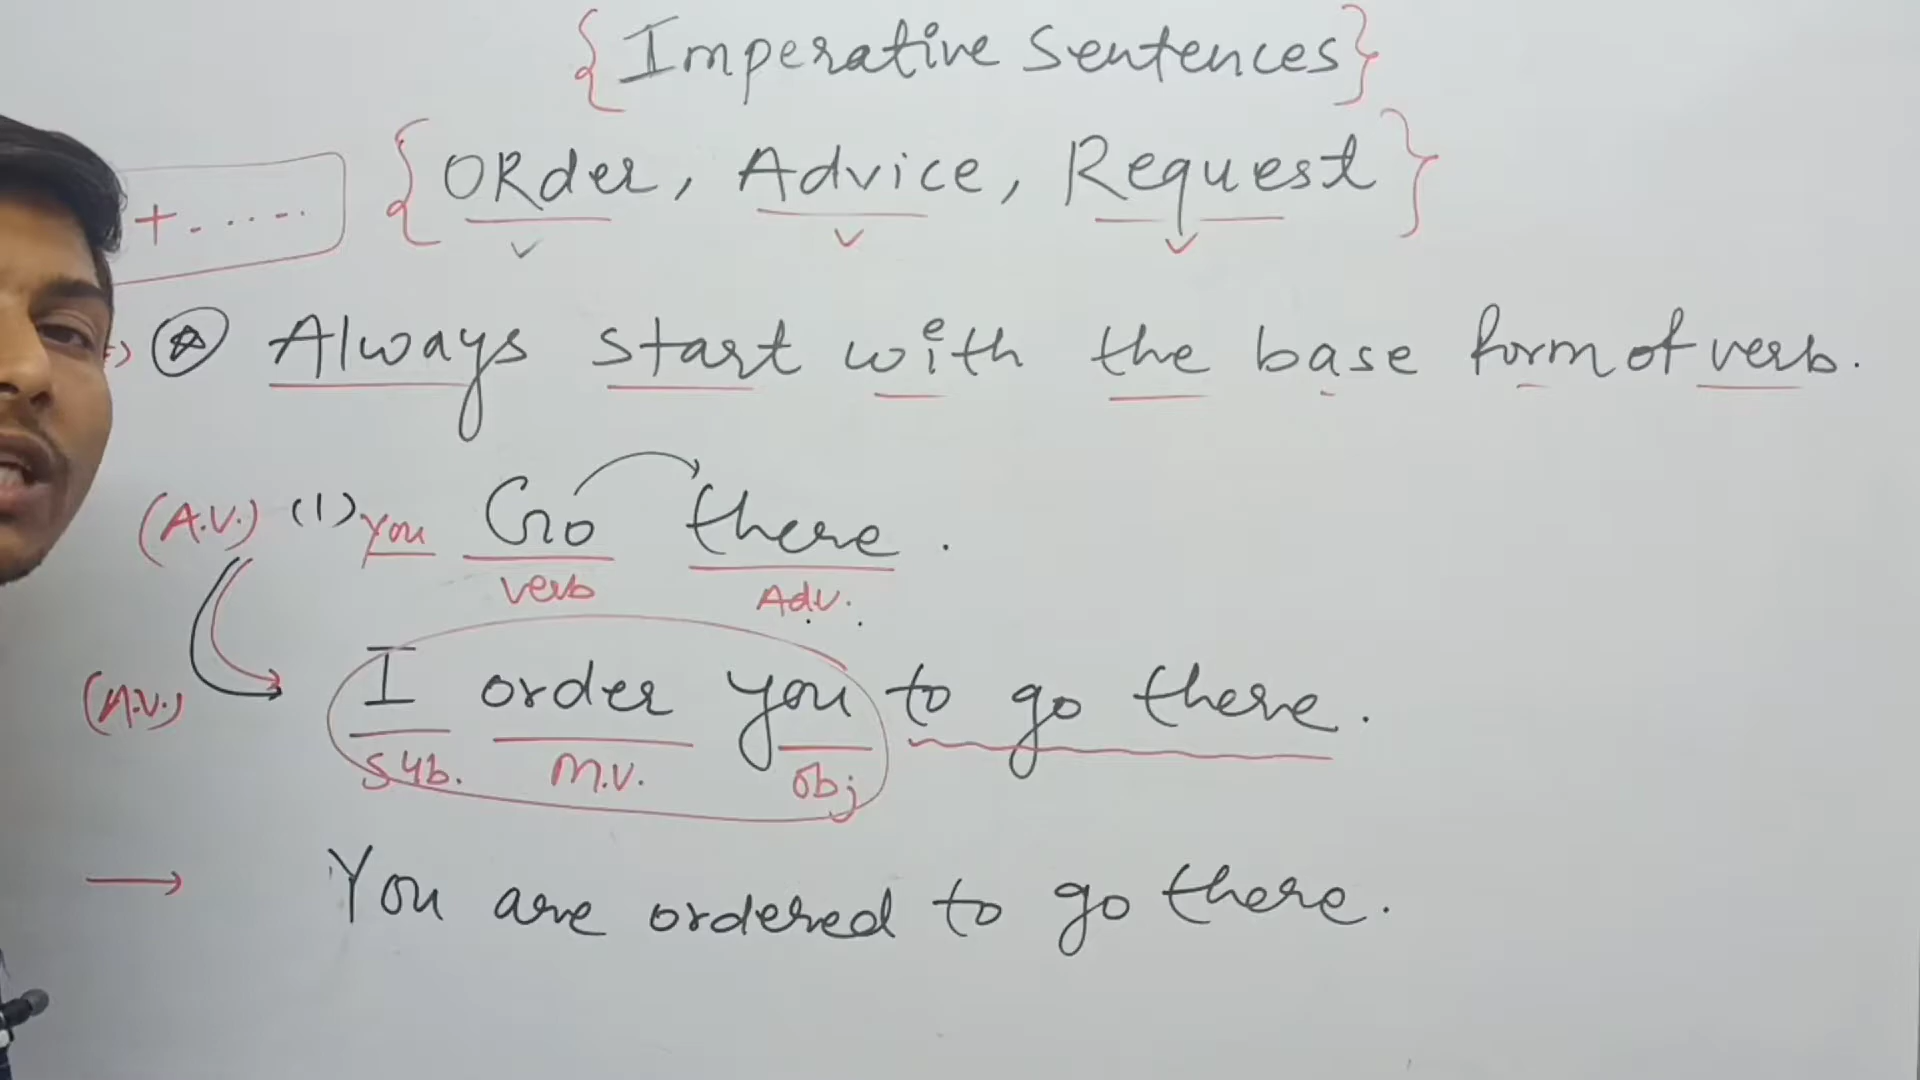 {Imperative Sentences}
{ORder, Advice, Request}
+. .....
Always start with the base form of verb.
(A.V.) (1) you Go there.
verb Adv.
(A.V.) I order you to go there.
sub. M.V. obj
→ You are ordered to go there.